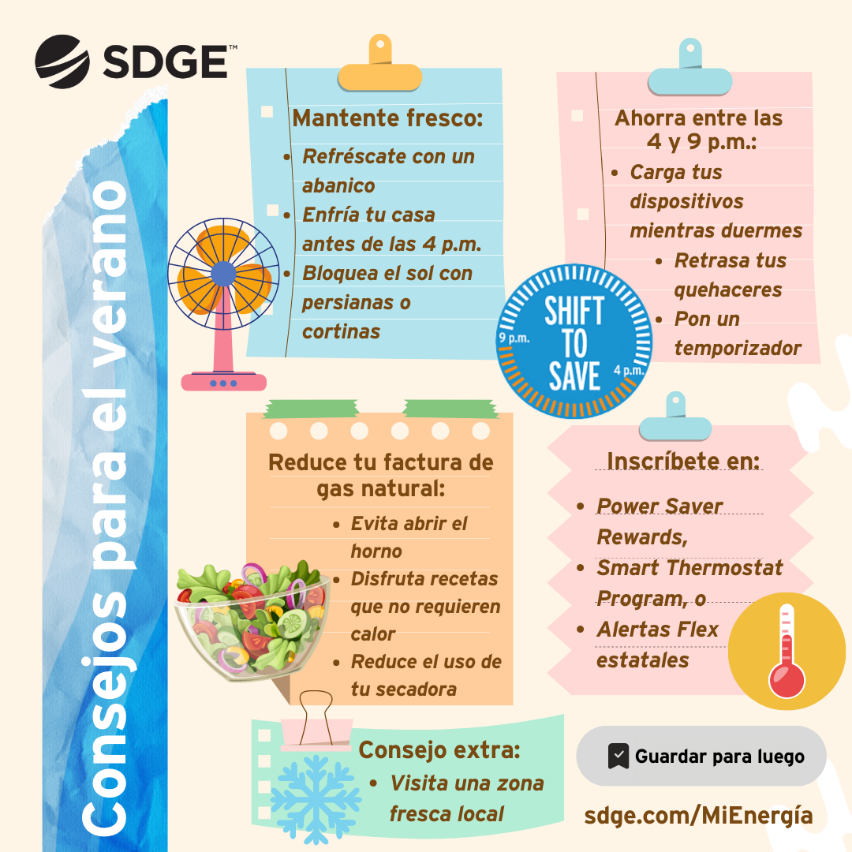 SDGE™
Consejos para el verano
Mantente fresco:
• Refréscate con un
abanico
• Enfría tu casa
antes de las 4 p.m.
• Bloquea el sol con
persianas o
cortinas
Ahorra entre las
4 y 9 p.m.:
• Carga tus
dispositivos
mientras duermes
• Retrasa tus
quehaceres
• Pon un
temporizador
SHIFT
TO
SAVE
9 p.m.
4 p.m.
Reduce tu factura de
gas natural:
• Evita abrir el
horno
• Disfruta recetas
que no requieren
calor
• Reduce el uso de
tu secadora
Inscríbete en:
• Power Saver
Rewards,
• Smart Thermostat
Program, o
• Alertas Flex
estatales
Consejo extra:
• Visita una zona
fresca local
Guardar para luego
sdge.com/MiEnergía